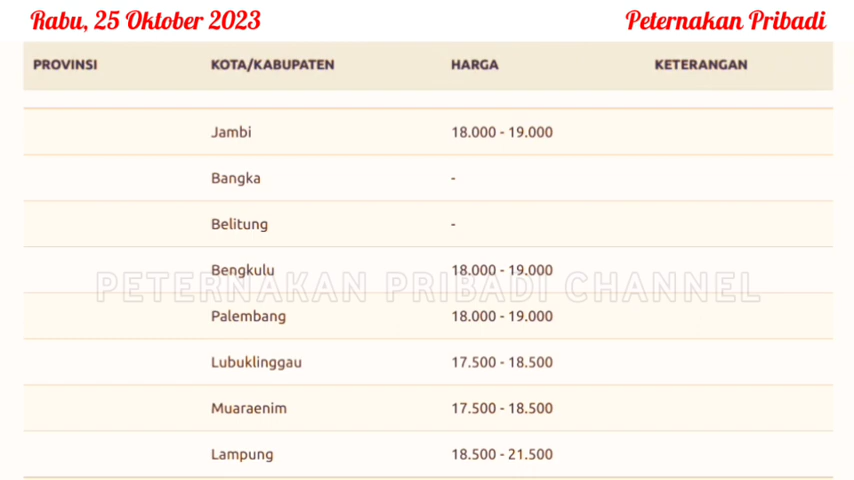 Rabu, 25 Oktober 2023 Peternakan Pribadi
PROVINSI KOTA/KABUPATEN HARGA KETERANGAN
Jambi 18.000 - 19.000
Bangka -
Belitung -
Bengkulu 18.000 - 19.000
PETERNAKAN PRIBADI CHANNEL
Palembang 18.000 - 19.000
Lubuklinggau 17.500 - 18.500
Muaraenim 17.500 - 18.500
Lampung 18.500 - 21.500